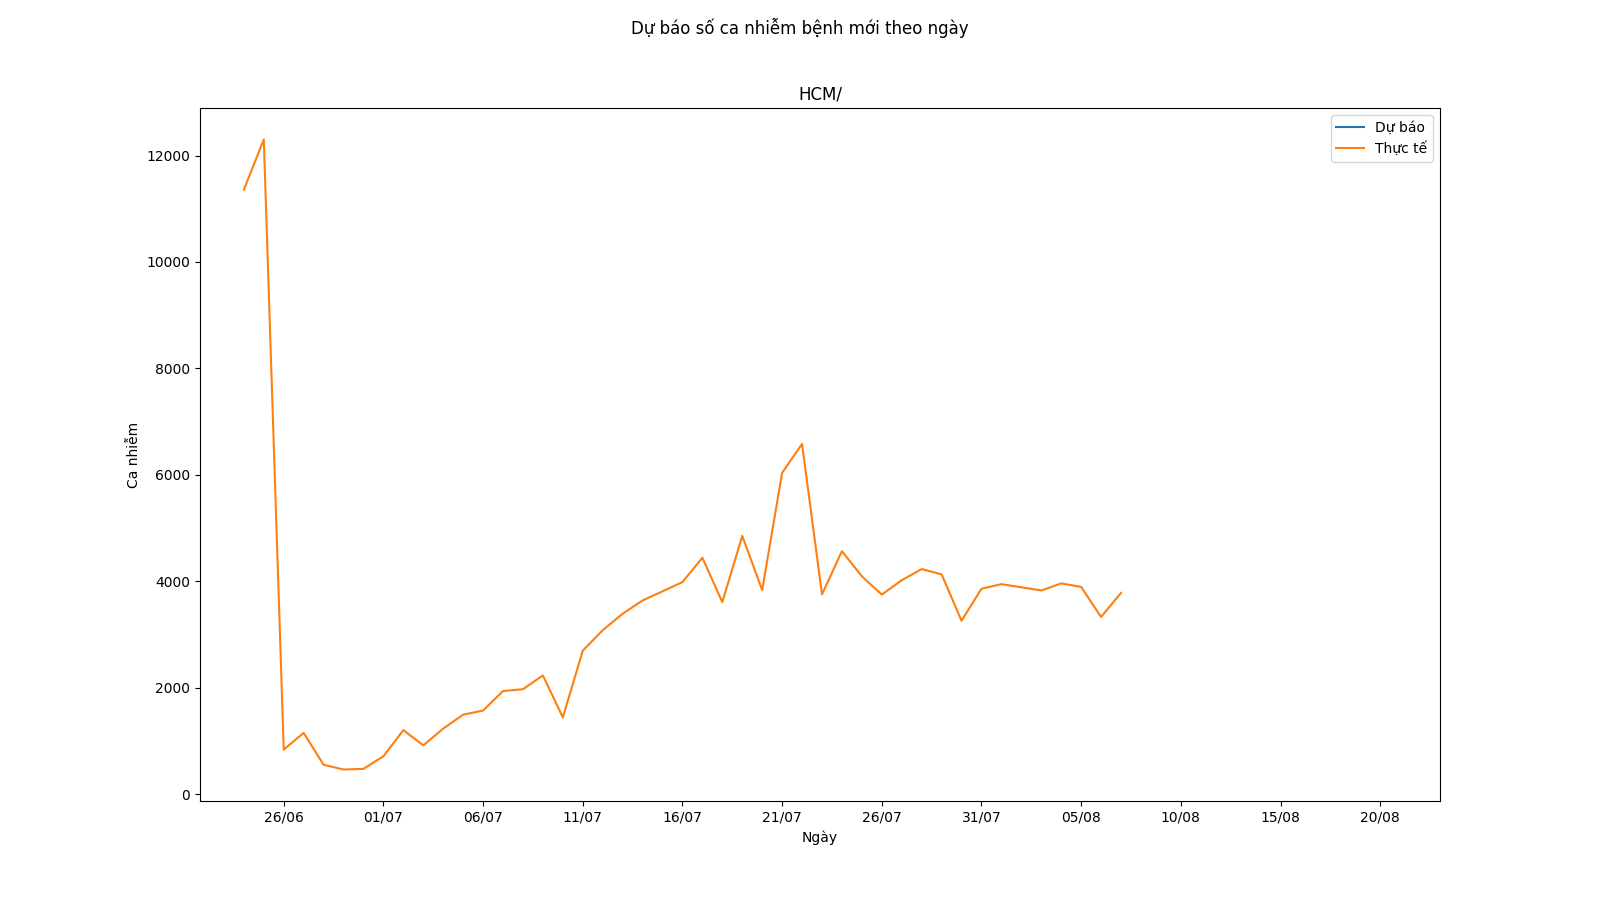 Dự báo số ca nhiễm bệnh mới theo ngày
HCM/
Dự báo
Thực tế
12000
10000
8000
6000
4000
2000
0
Ca nhiễm
26/06 01/07 06/07 11/07 16/07 21/07 26/07 31/07 05/08 10/08 15/08 20/08
Ngày